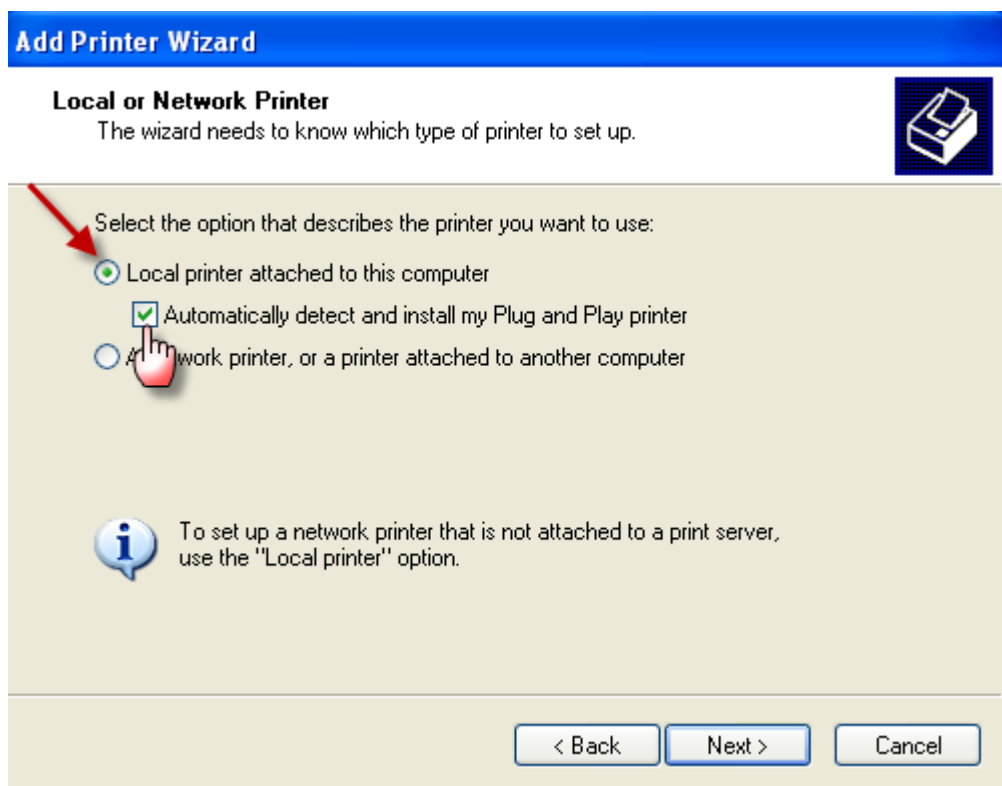 Add Printer Wizard
Local or Network Printer
The wizard needs to know which type of printer to set up.
Select the option that describes the printer you want to use:
Local printer attached to this computer
Automatically detect and install my Plug and Play printer
A work printer, or a printer attached to another computer
To set up a network printer that is not attached to a print server,
use the "Local printer" option.
< Back
Next >
Cancel